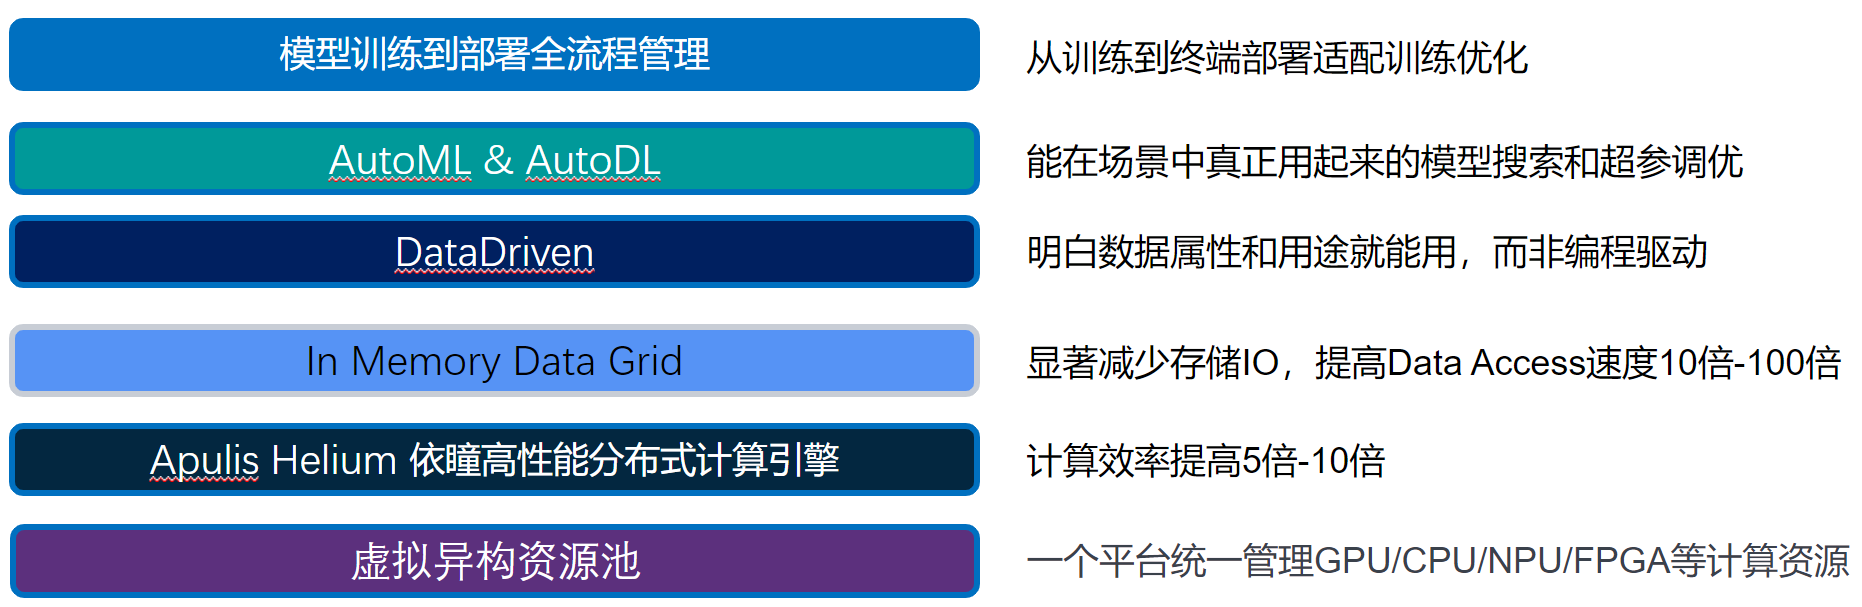 模型训练到部署全流程管理
从训练到终端部署适配训练优化
AutoML & AutoDL
能在场景中真正用起来的模型搜索和超参调优
DataDriven
明白数据属性和用途就能用，而非编程驱动
In Memory Data Grid
显著减少存储IO，提高Data Access速度10倍-100倍
Apulis Helium 依瞳高性能分布式计算引擎
计算效率提高5倍-10倍
虚拟异构资源池
一个平台统一管理GPU/CPU/NPU/FPGA等计算资源